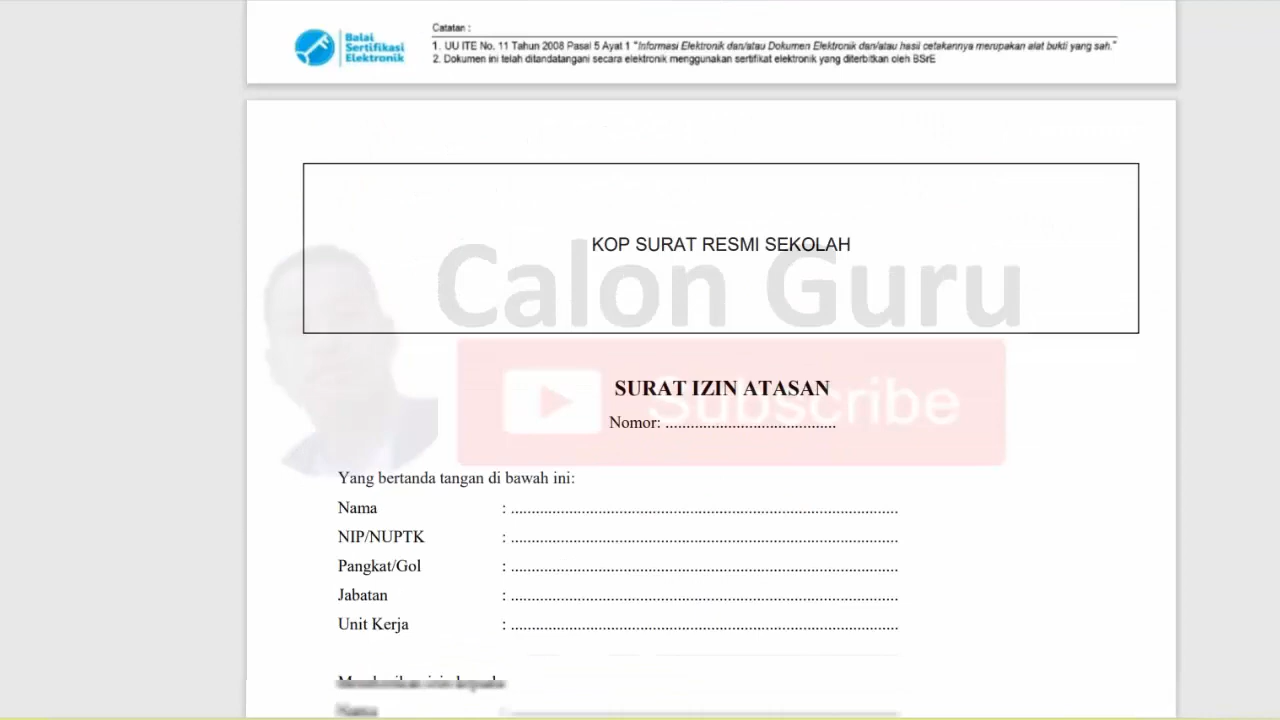 Balai
Sertifikasi
Elektronik
Catatan :
1. UU ITE No. 11 Tahun 2008 Pasal 5 Ayat 1 "Informasi Elektronik dan/atau Dokumen Elektronik dan/atau hasil cetakannya merupakan alat bukti yang sah."
2. Dokumen ini telah ditandatangani secara elektronik menggunakan sertifikat elektronik yang diterbitkan oleh BSrE
KOP SURAT RESMI SEKOLAH
Calon Guru
Subscribe
SURAT IZIN ATASAN
Nomor: .........................................
Yang bertanda tangan di bawah ini:
Nama : .............................................................................................
NIP/NUPTK : .............................................................................................
Pangkat/Gol : .............................................................................................
Jabatan : .............................................................................................
Unit Kerja : .............................................................................................
Nama